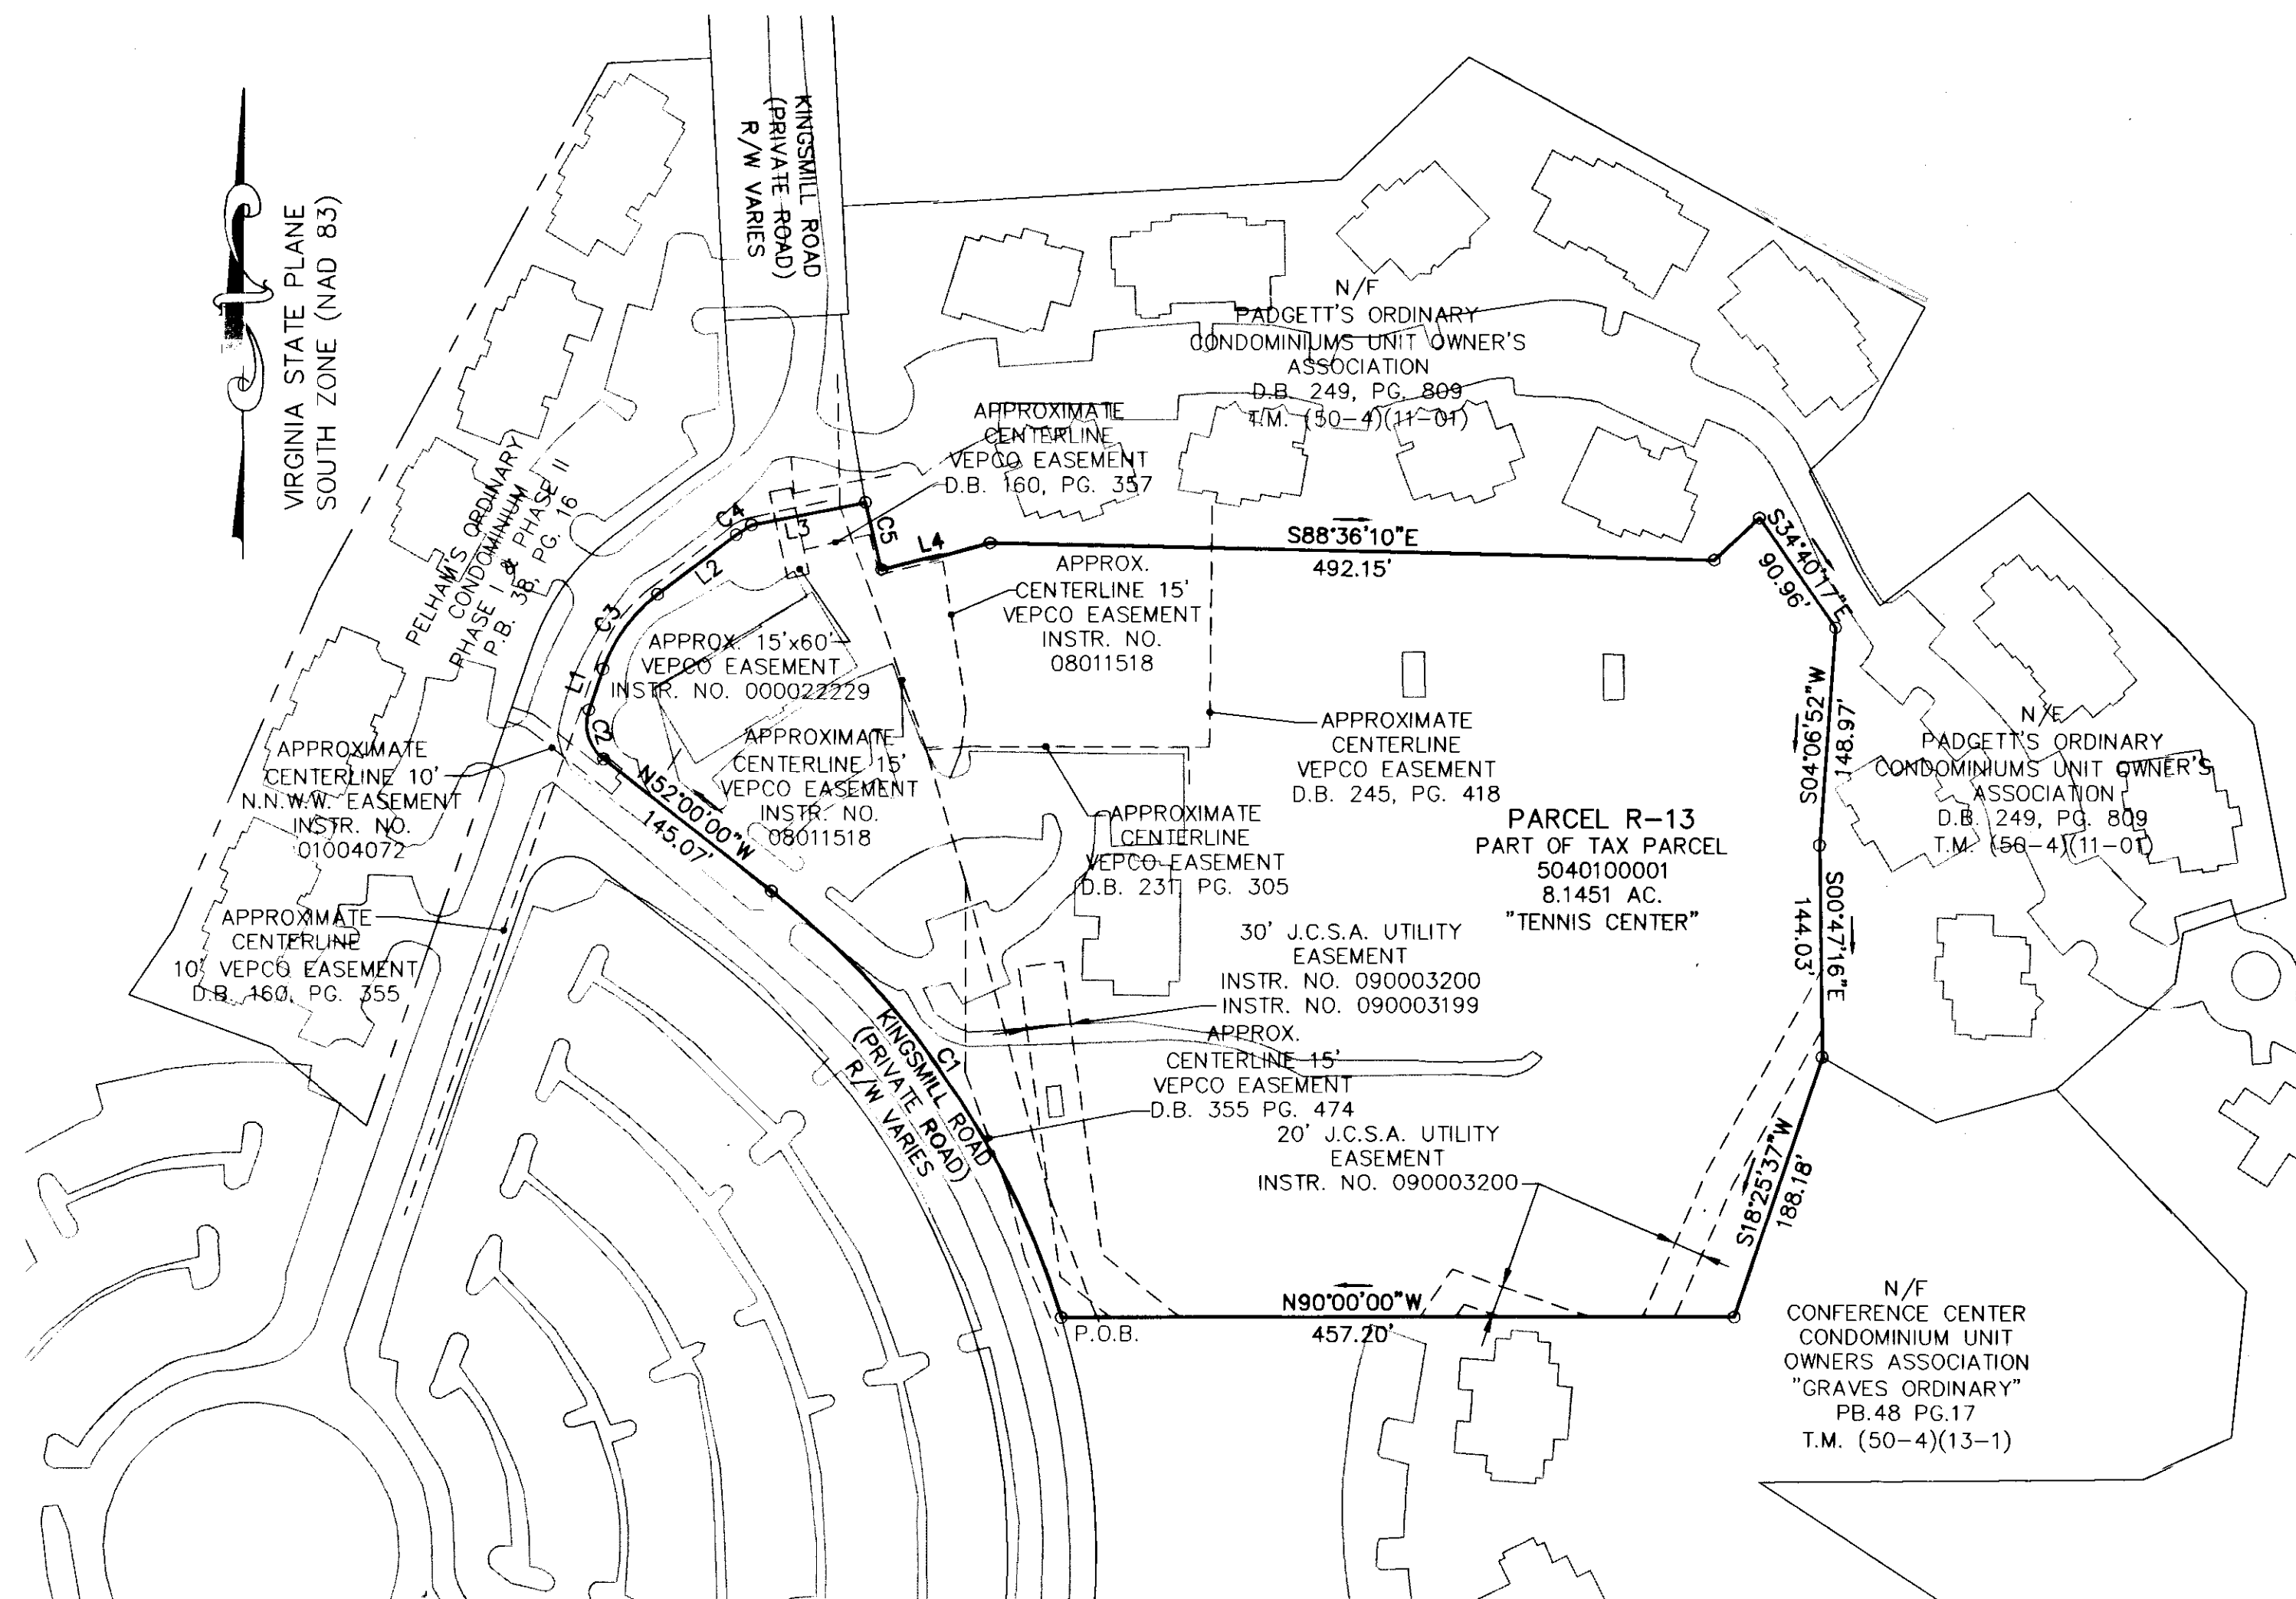 VIRGINIA STATE PLANE
SOUTH ZONE (NAD 83)
KINGSMILL ROAD
(PRIVATE ROAD)
R/W VARIES
N/F
PADGETT'S ORDINARY
CONDOMINIUMS UNIT OWNER'S
ASSOCIATION
D.B. 249, PG. 809
T.M. (50-4)(11-01)
APPROXIMATE
CENTERLINE
VEPCO EASEMENT
D.B. 160, PG. 357
PELHAM'S ORDINARY
CONDOMINIUM
PHASE I & PHASE II
P.B. 38, PG. 16
C4
L3
C5
L4
L2
C3
L1
C2
S88°36'10"E
492.15'
S34°40'17"E
90.96'
APPROX.
CENTERLINE 15'
VEPCO EASEMENT
INSTR. NO.
08011518
APPROX. 15'x60'
VEPCO EASEMENT
INSTR. NO. 000022229
S04°06'52"W
148.97'
APPROXIMATE
CENTERLINE
VEPCO EASEMENT
D.B. 245, PG. 418
N/F
PADGETT'S ORDINARY
CONDOMINIUMS UNIT OWNER'S
ASSOCIATION
D.B. 249, PG. 809
T.M. (50-4)(11-01)
APPROXIMATE
CENTERLINE 10'
N.N.W.W. EASEMENT
INSTR. NO.
01004072
APPROXIMATE
CENTERLINE 15'
VEPCO EASEMENT
INSTR. NO.
08011518
N52°00'00"W
145.07'
APPROXIMATE
CENTERLINE
VEPCO EASEMENT
D.B. 231, PG. 305
PARCEL R-13
PART OF TAX PARCEL
5040100001
8.1451 AC.
"TENNIS CENTER"
S00°47'16"E
144.03'
APPROXIMATE
CENTERLINE
10' VEPCO EASEMENT
D.B. 160, PG. 355
30' J.C.S.A. UTILITY
EASEMENT
INSTR. NO. 090003200
INSTR. NO. 090003199
C1
KINGSMILL ROAD
(PRIVATE ROAD)
R/W VARIES
APPROX.
CENTERLINE 15'
VEPCO EASEMENT
D.B. 355 PG. 474
20' J.C.S.A. UTILITY
EASEMENT
INSTR. NO. 090003200
S18°25'37"W
188.18'
N90°00'00"W
457.20'
P.O.B.
N/F
CONFERENCE CENTER
CONDOMINIUM UNIT
OWNERS ASSOCIATION
"GRAVES ORDINARY"
PB.48 PG.17
T.M. (50-4)(13-1)